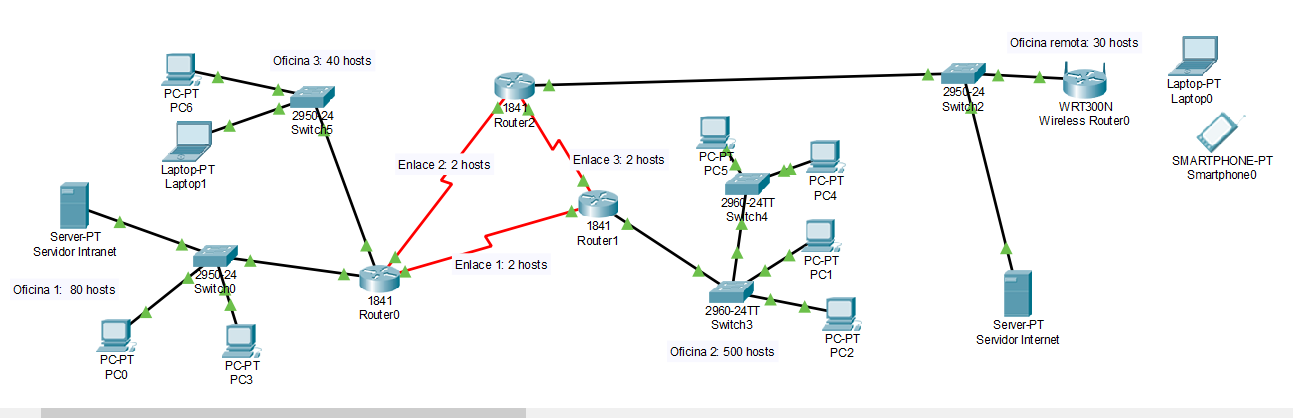 Oficina 3: 40 hosts
PC-PT
PC6
2950-24
Switch5
Laptop-PT
Laptop1
Server-PT
Servidor Intranet
2950-24
Switch0
Oficina 1:  80 hosts
PC-PT
PC0
PC-PT
PC3
1841
Router0
Enlace 2: 2 hosts
Enlace 1: 2 hosts
1841
Router2
Enlace 3: 2 hosts
1841
Router1
PC-PT
PC5
PC-PT
PC4
2960-24TT
Switch4
PC-PT
PC1
2960-24TT
Switch3
PC-PT
PC2
Oficina 2: 500 hosts
Oficina remota: 30 hosts
2950-24
Switch2
WRT300N
Wireless Router0
Laptop-PT
Laptop0
SMARTPHONE-PT
Smartphone0
Server-PT
Servidor Internet